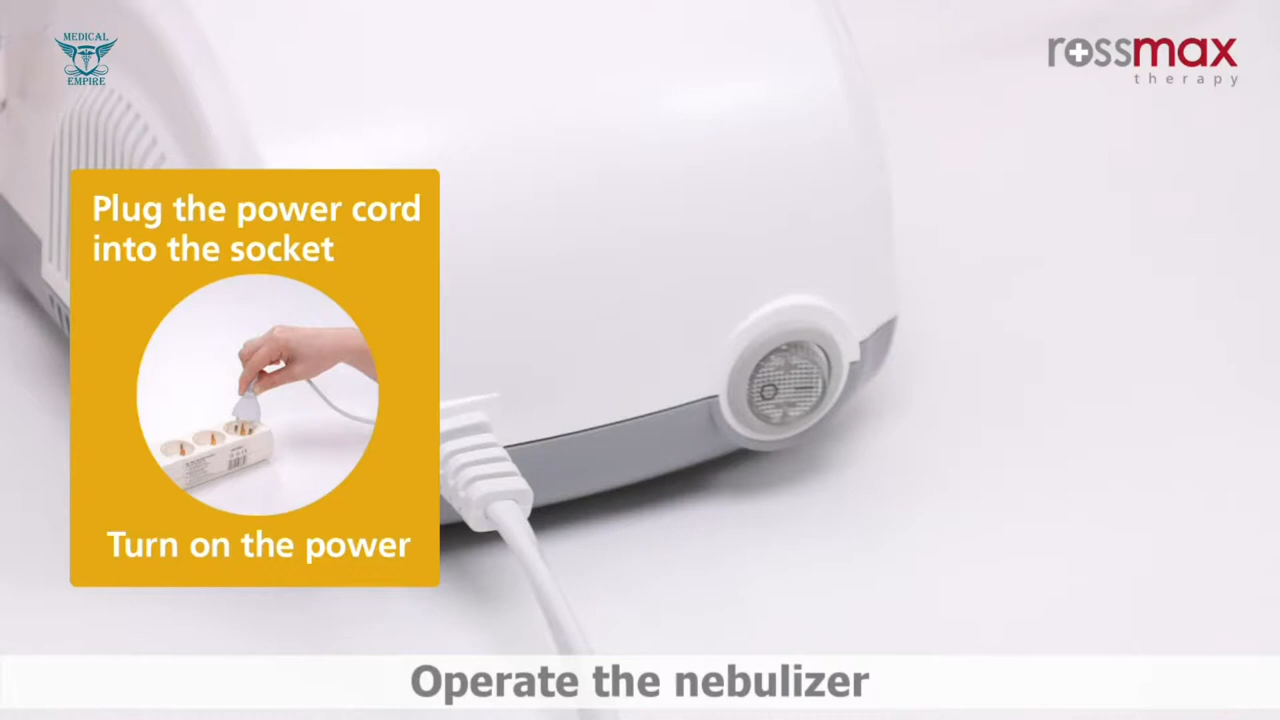 MEDICAL
EMPIRE
rossmax
therapy
Plug the power cord
into the socket
Turn on the power
Operate the nebulizer